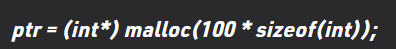 ptr = (int*) malloc(100 * sizeof(int));